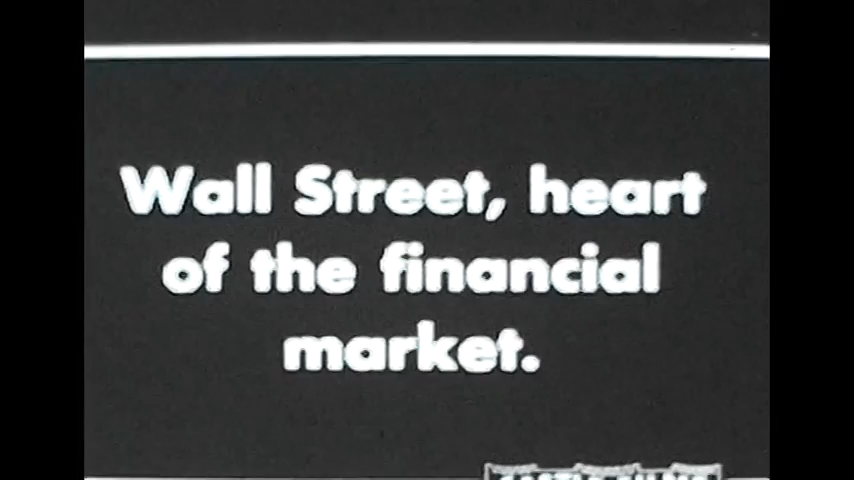 Wall Street, heart
of the financial
market.